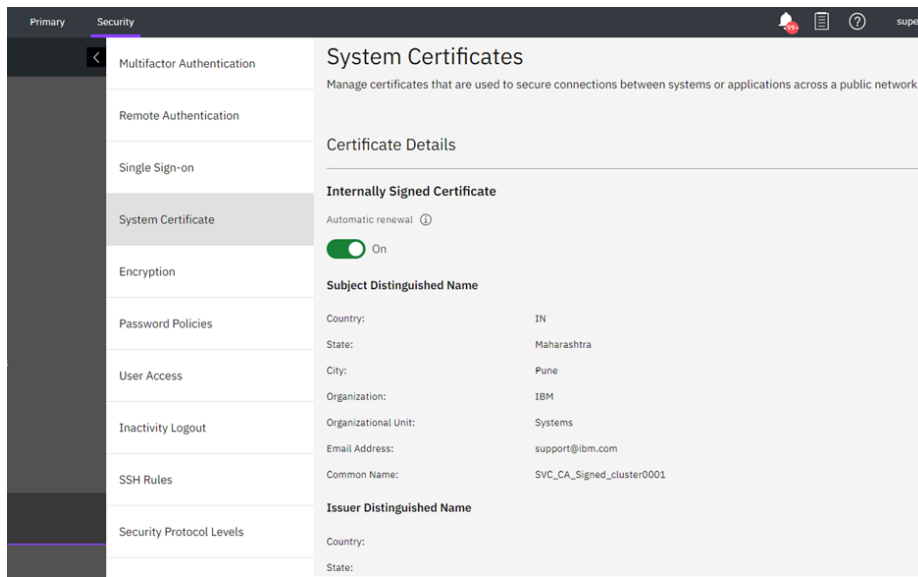 Primary Security 99+ supe
Multifactor Authentication
Remote Authentication
Single Sign-on
System Certificate
Encryption
Password Policies
User Access
Inactivity Logout
SSH Rules
Security Protocol Levels
System Certificates
Manage certificates that are used to secure connections between systems or applications across a public network
Certificate Details
Internally Signed Certificate
Automatic renewal
On
Subject Distinguished Name
Country: IN
State: Maharashtra
City: Pune
Organization: IBM
Organizational Unit: Systems
Email Address: support@ibm.com
Common Name: SVC_CA_Signed_cluster0001
Issuer Distinguished Name
Country:
State: